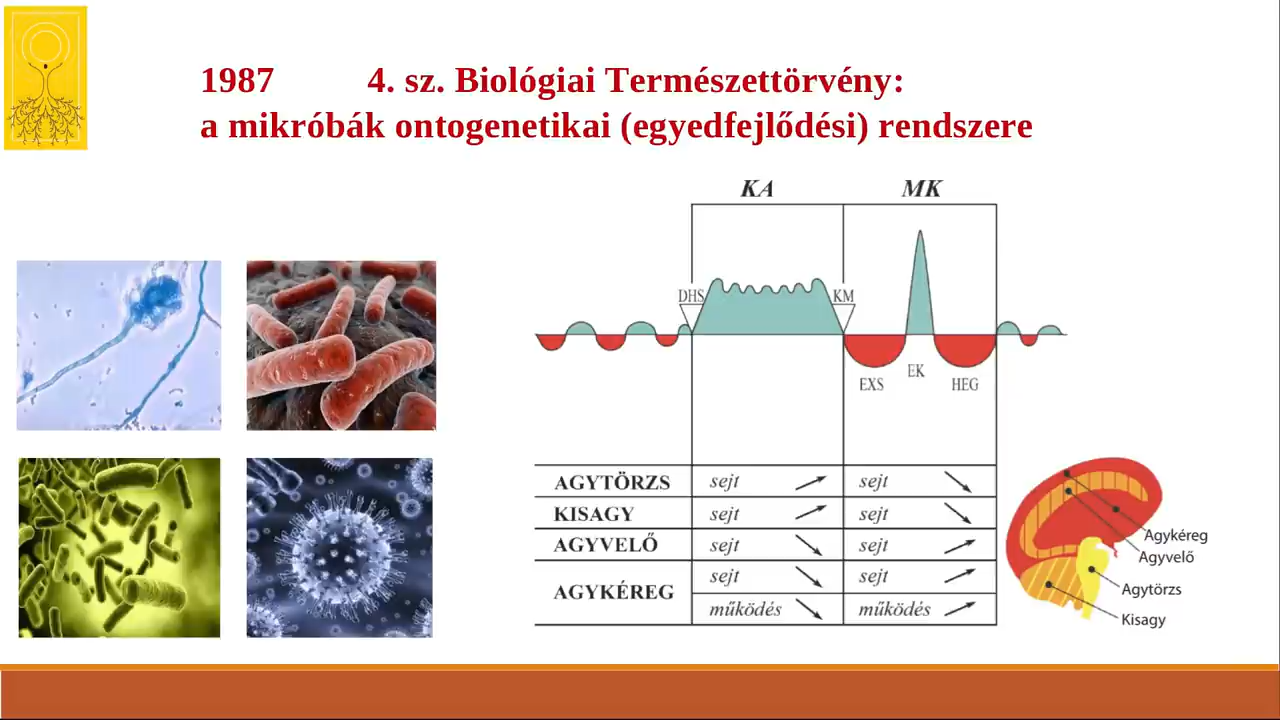 1987 4. sz. Biológiai Természettörvény:
a mikróbák ontogenetikai (egyedfejlődési) rendszere
KA MK
DHS KM
EXS EK HEG
AGYTÖRZS sejt sejt
KISAGY sejt sejt
AGYVELŐ sejt sejt
AGYKÉREG sejt sejt
működés működés
Agykéreg
Agyvelő
Agytörzs
Kisagy